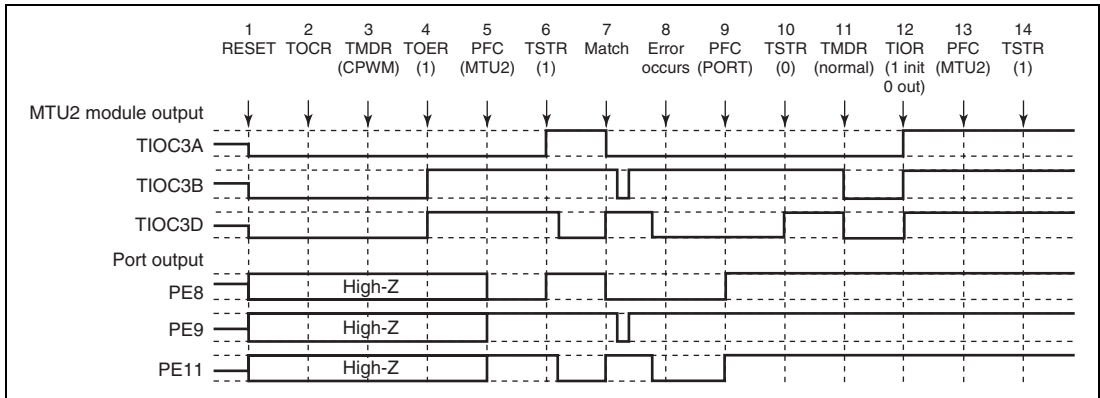 1 2 3 4 5 6 7 8 9 10 11 12 13 14
RESET TOCR TMDR TOER PFC TSTR Match Error PFC TSTR TMDR TIOR PFC TSTR
(CPWM) (1) (MTU2) (1) occurs (PORT) (0) (normal) (1 init (MTU2) (1)
0 out)
MTU2 module output
TIOC3A
TIOC3B
TIOC3D
Port output
PE8 High-Z
PE9 High-Z
PE11 High-Z